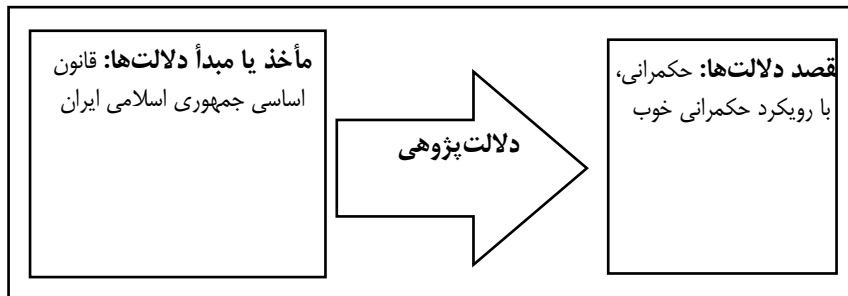 مأخذ یا مبدأ دلالت‌ها: قانون
اساسی جمهوری اسلامی ایران
دلالت‌پژوهی
قصد دلالت‌ها: حکمرانی،
با رویکرد حکمرانی خوب